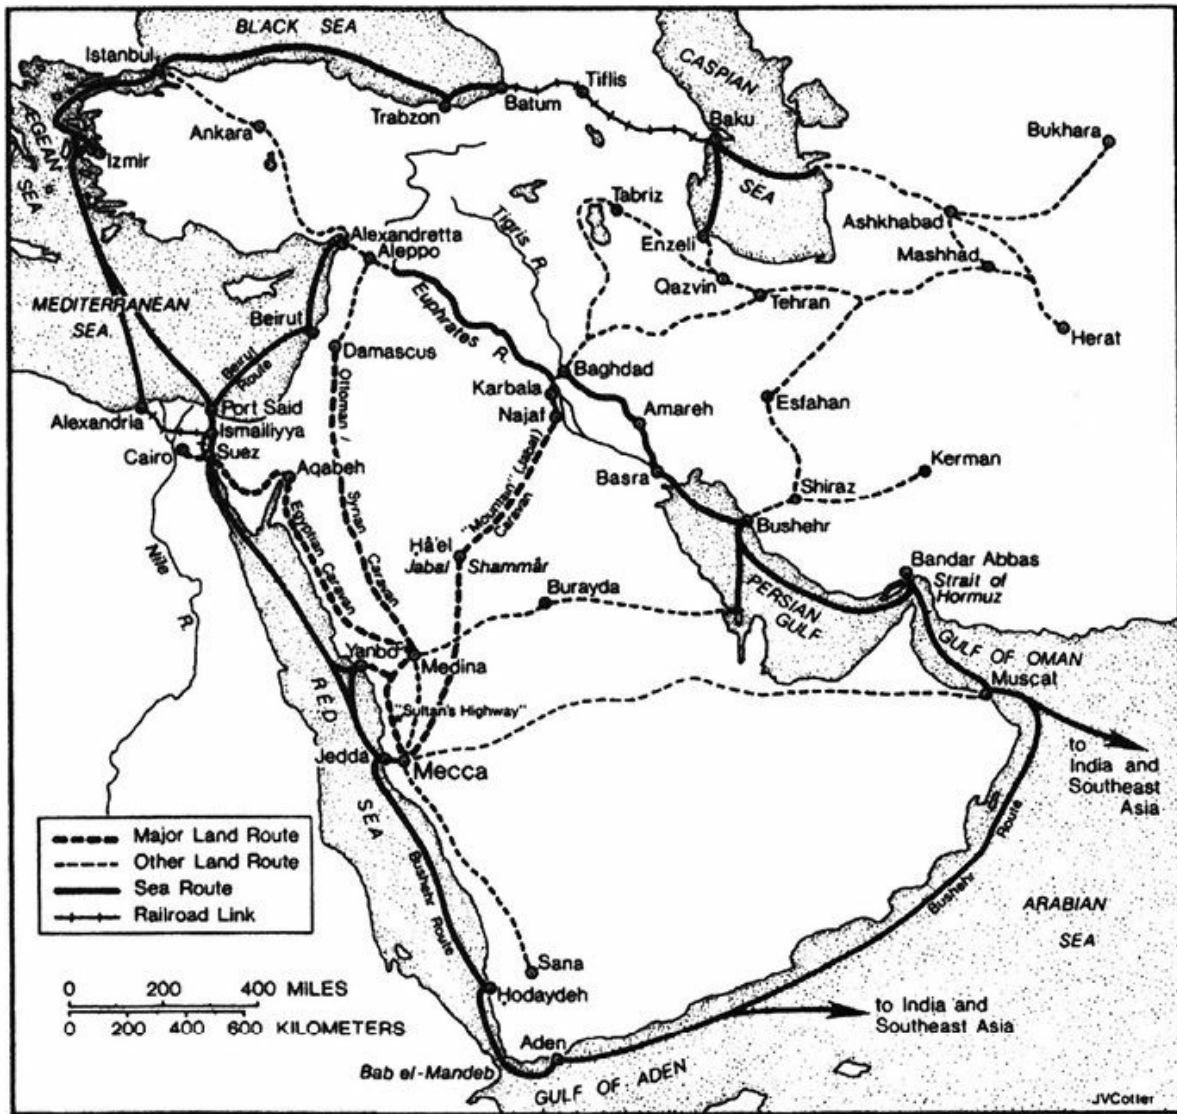 BLACK SEA
Istanbul
CASPIAN
SEA
Tiflis
Batum
Trabzon
Baku
Bukhara
Ankara
AEGEAN
SEA
Izmir
Tabriz
Tigris R.
Ashkhabad
Enzeli
Mashhad
Alexandretta
Aleppo
Qazvin
Tehran
MEDITERRANEAN
SEA
Euphrates R.
Herat
Beirut
Beirut
Route
Damascus
Baghdad
Karbala
Najaf
Esfahan
Amareh
Port Said
Alexandria
Ismailiyya
Cairo
Suez
Aqabeh
Ottoman /
Syrian
Caravan
"Mountain" (Jabal)
Caravan
Basra
Kerman
Shiraz
Bushehr
Egyptian
Caravan
Nile
R.
Ḥâ'el
Jabal Shammâr
Bandar Abbas
Strait of
Hormuz
Burayda
PERSIAN
GULF
GULF OF OMAN
Yanbo
Medina
Muscat
RED
SEA
"Sultan's Highway"
Jedda
Mecca
to
India and
Southeast
Asia
Major Land Route
Other Land Route
Sea Route
Railroad Link
Bushehr Route
Bushehr
Route
ARABIAN
SEA
Sana
Ḥodaydeh
0 200 400 MILES
0 200 400 600 KILOMETERS
to India and
Southeast Asia
Aden
Bab el-Mandeb
GULF OF ADEN
JVCotter